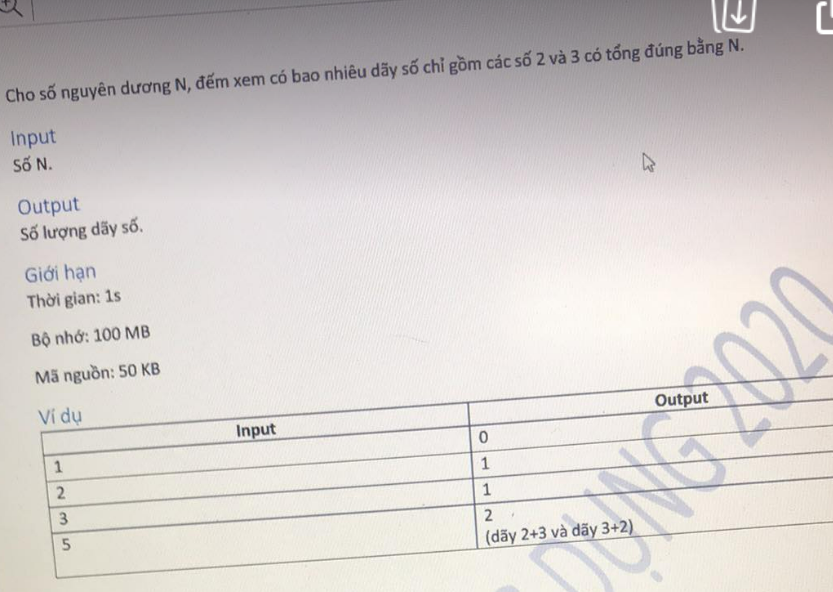 Cho số nguyên dương N, đếm xem có bao nhiêu dãy số chỉ gồm các số 2 và 3 có tổng đúng bằng N.
Input
Số N.
Output
Số lượng dãy số.
Giới hạn
Thời gian: 1s
Bộ nhớ: 100 MB
Mã nguồn: 50 KB
Ví dụ
Input Output
1 0
2 1
3 1
5 2
(dãy 2+3 và dãy 3+2)
DỤNG 2020